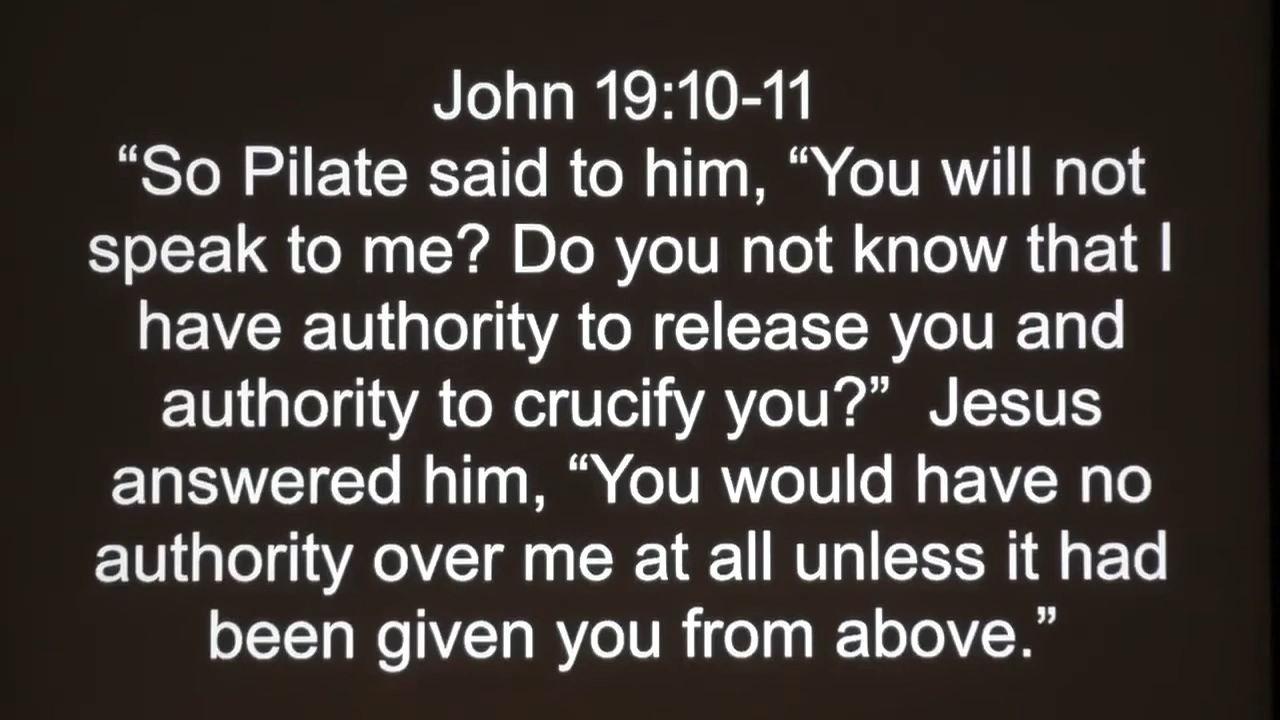 John 19:10-11
“So Pilate said to him, “You will not
speak to me? Do you not know that I
have authority to release you and
authority to crucify you?”  Jesus
answered him, “You would have no
authority over me at all unless it had
been given you from above.”